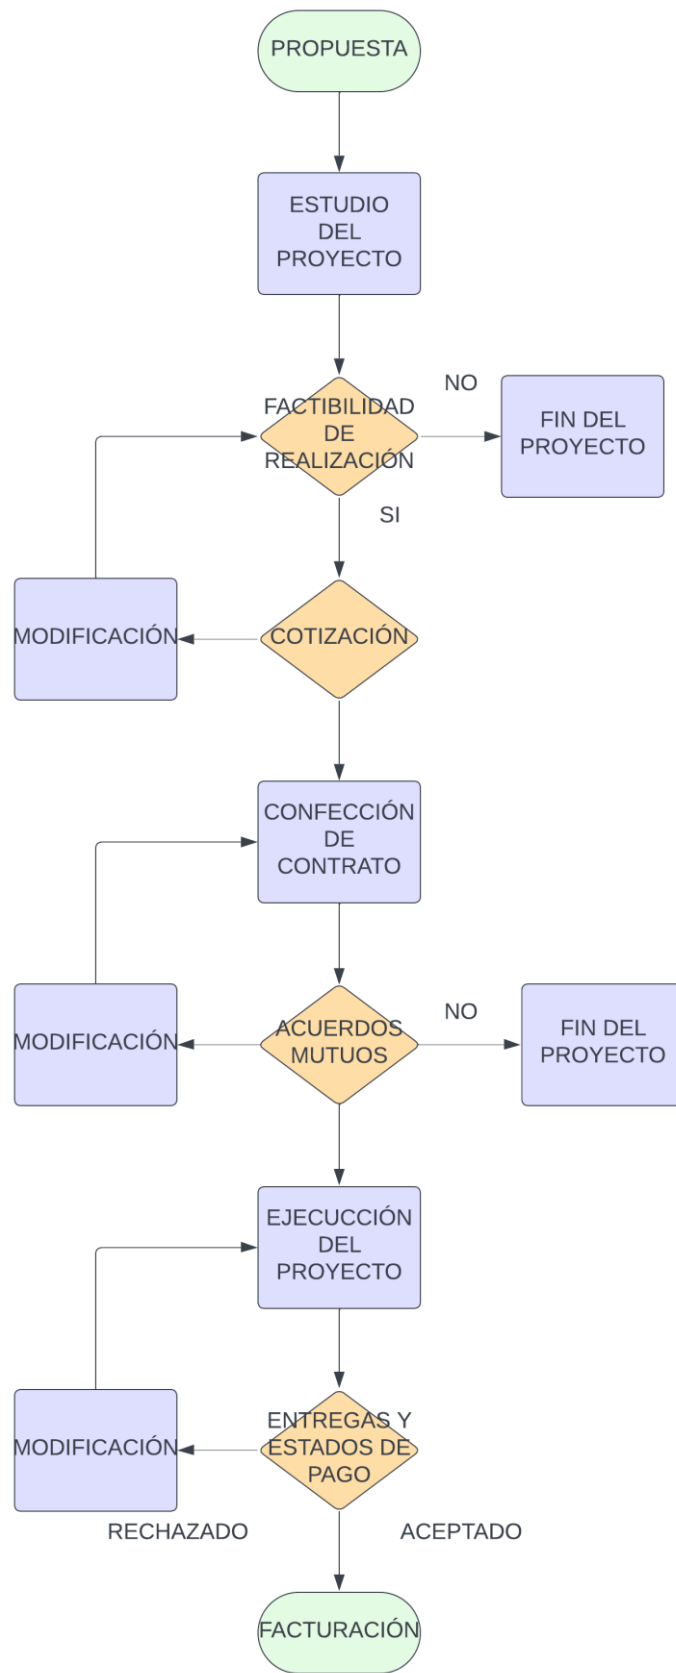 PROPUESTA
ESTUDIO
DEL
PROYECTO
NO
FACTIBILIDAD
DE
REALIZACIÓN
FIN DEL
PROYECTO
SI
MODIFICACIÓN
COTIZACIÓN
CONFECCIÓN
DE
CONTRATO
NO
MODIFICACIÓN
ACUERDOS
MUTUOS
FIN DEL
PROYECTO
EJECUCCIÓN
DEL
PROYECTO
MODIFICACIÓN
ENTREGAS Y
ESTADOS DE
PAGO
RECHAZADO
ACEPTADO
FACTURACIÓN